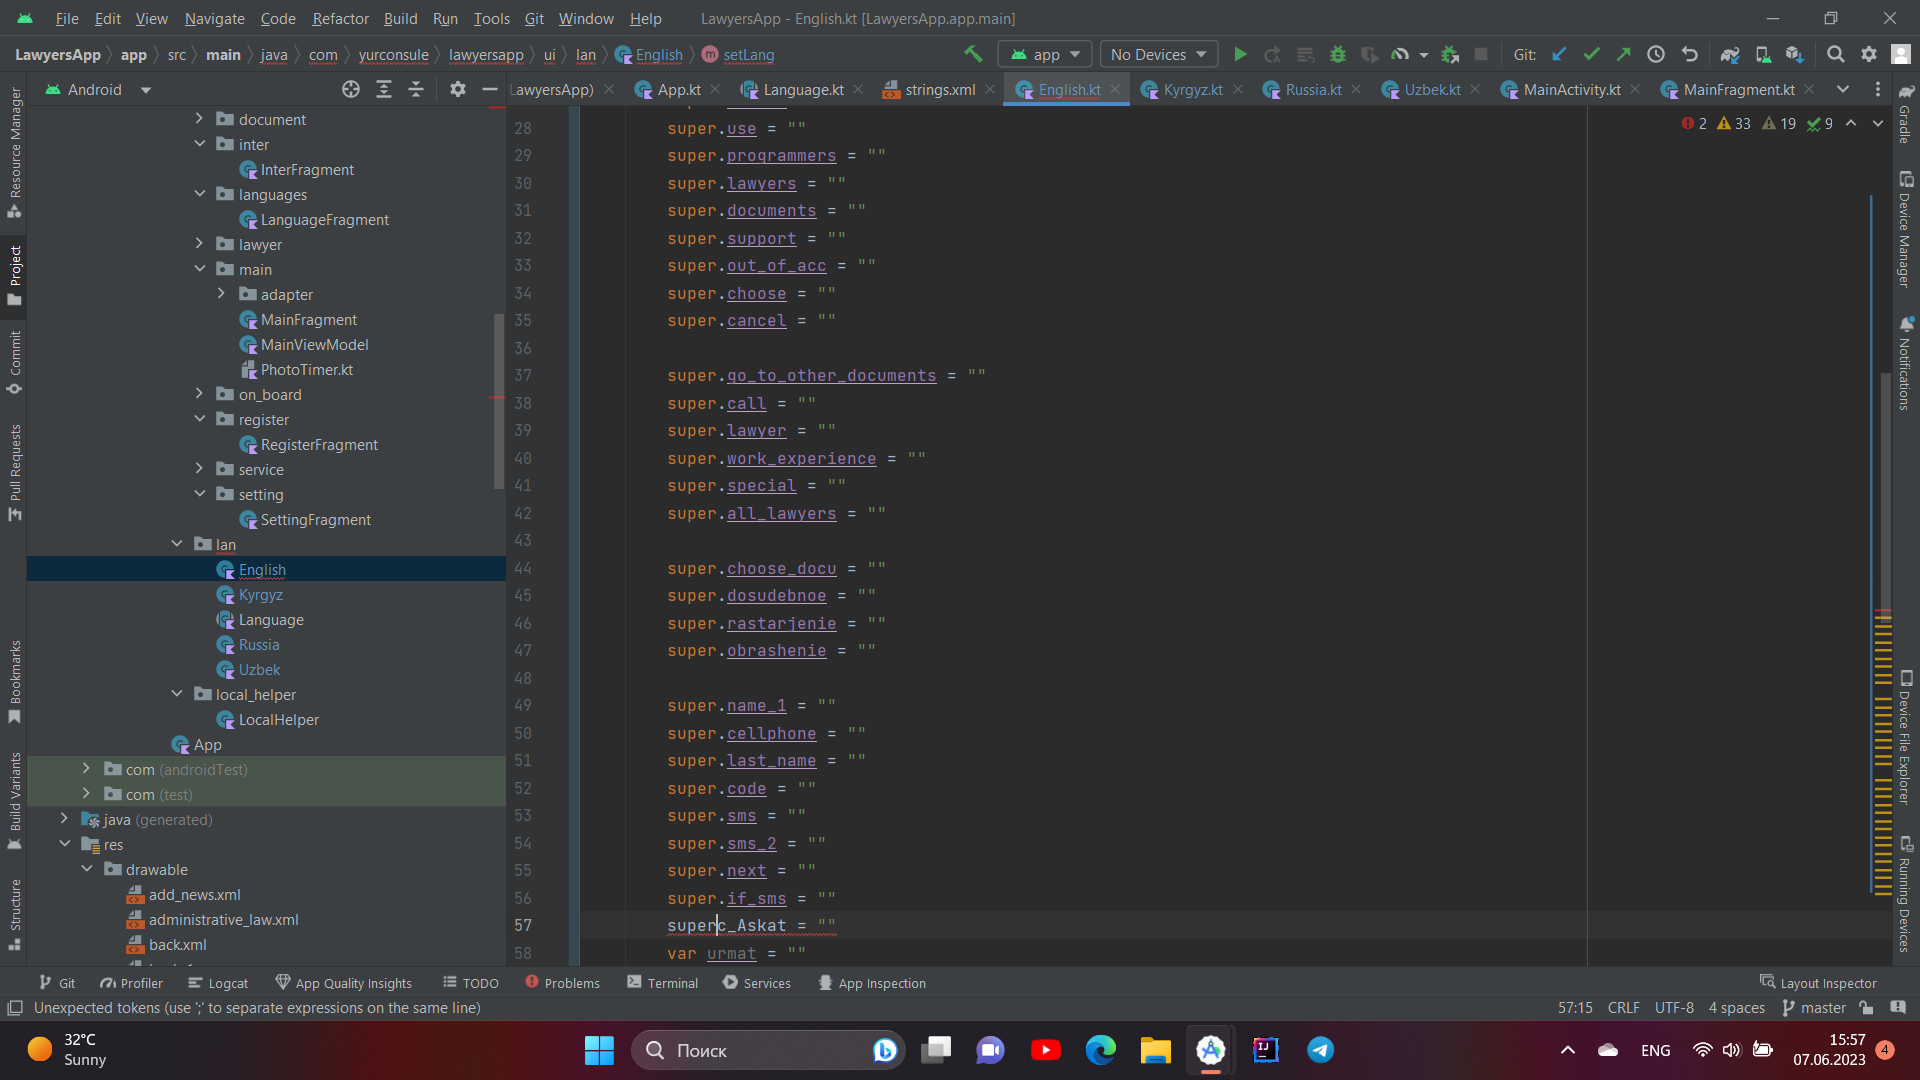 File Edit View Navigate Code Refactor Build Run Tools Git Window Help LawyersApp - English.kt [LawyersApp.app.main]
LawyersApp app src main java com yurconsule lawyersapp ui lan English setLang app No Devices Git:
Android LawyersApp) App.kt Language.kt strings.xml English.kt Kyrgyz.kt Russia.kt Uzbek.kt MainActivity.kt MainFragment.kt
2 33 19 9
Resource Manager
Project
Commit
Pull Requests
Bookmarks
Build Variants
Structure
document
inter
InterFragment
languages
LanguageFragment
lawyer
main
adapter
MainFragment
MainViewModel
PhotoTimer.kt
on_board
register
RegisterFragment
service
setting
SettingFragment
lan
English
Kyrgyz
Language
Russia
Uzbek
local_helper
LocalHelper
App
com (androidTest)
com (test)
java (generated)
res
drawable
add_news.xml
administrative_law.xml
back.xml
28 super.use = ""
29 super.programmers = ""
30 super.lawyers = ""
31 super.documents = ""
32 super.support = ""
33 super.out_of_acc = ""
34 super.choose = ""
35 super.cancel = ""
36
37 super.go_to_other_documents = ""
38 super.call = ""
39 super.lawyer = ""
40 super.work_experience = ""
41 super.special = ""
42 super.all_lawyers = ""
43
44 super.choose_docu = ""
45 super.dosudebnoe = ""
46 super.rastarjenie = ""
47 super.obrashenie = ""
48
49 super.name_1 = ""
50 super.cellphone = ""
51 super.last_name = ""
52 super.code = ""
53 super.sms = ""
54 super.sms_2 = ""
55 super.next = ""
56 super.if_sms = ""
57 superc_Askat = ""
58 var urmat = ""
Gradle
Device Manager
Notifications
Device File Explorer
Running Devices
Git Profiler Logcat App Quality Insights TODO Problems Terminal Services App Inspection Layout Inspector
Unexpected tokens (use ';' to separate expressions on the same line) 57:15 CRLF UTF-8 4 spaces master
32°C
Sunny
Поиск
ENG
15:57
07.06.2023
4